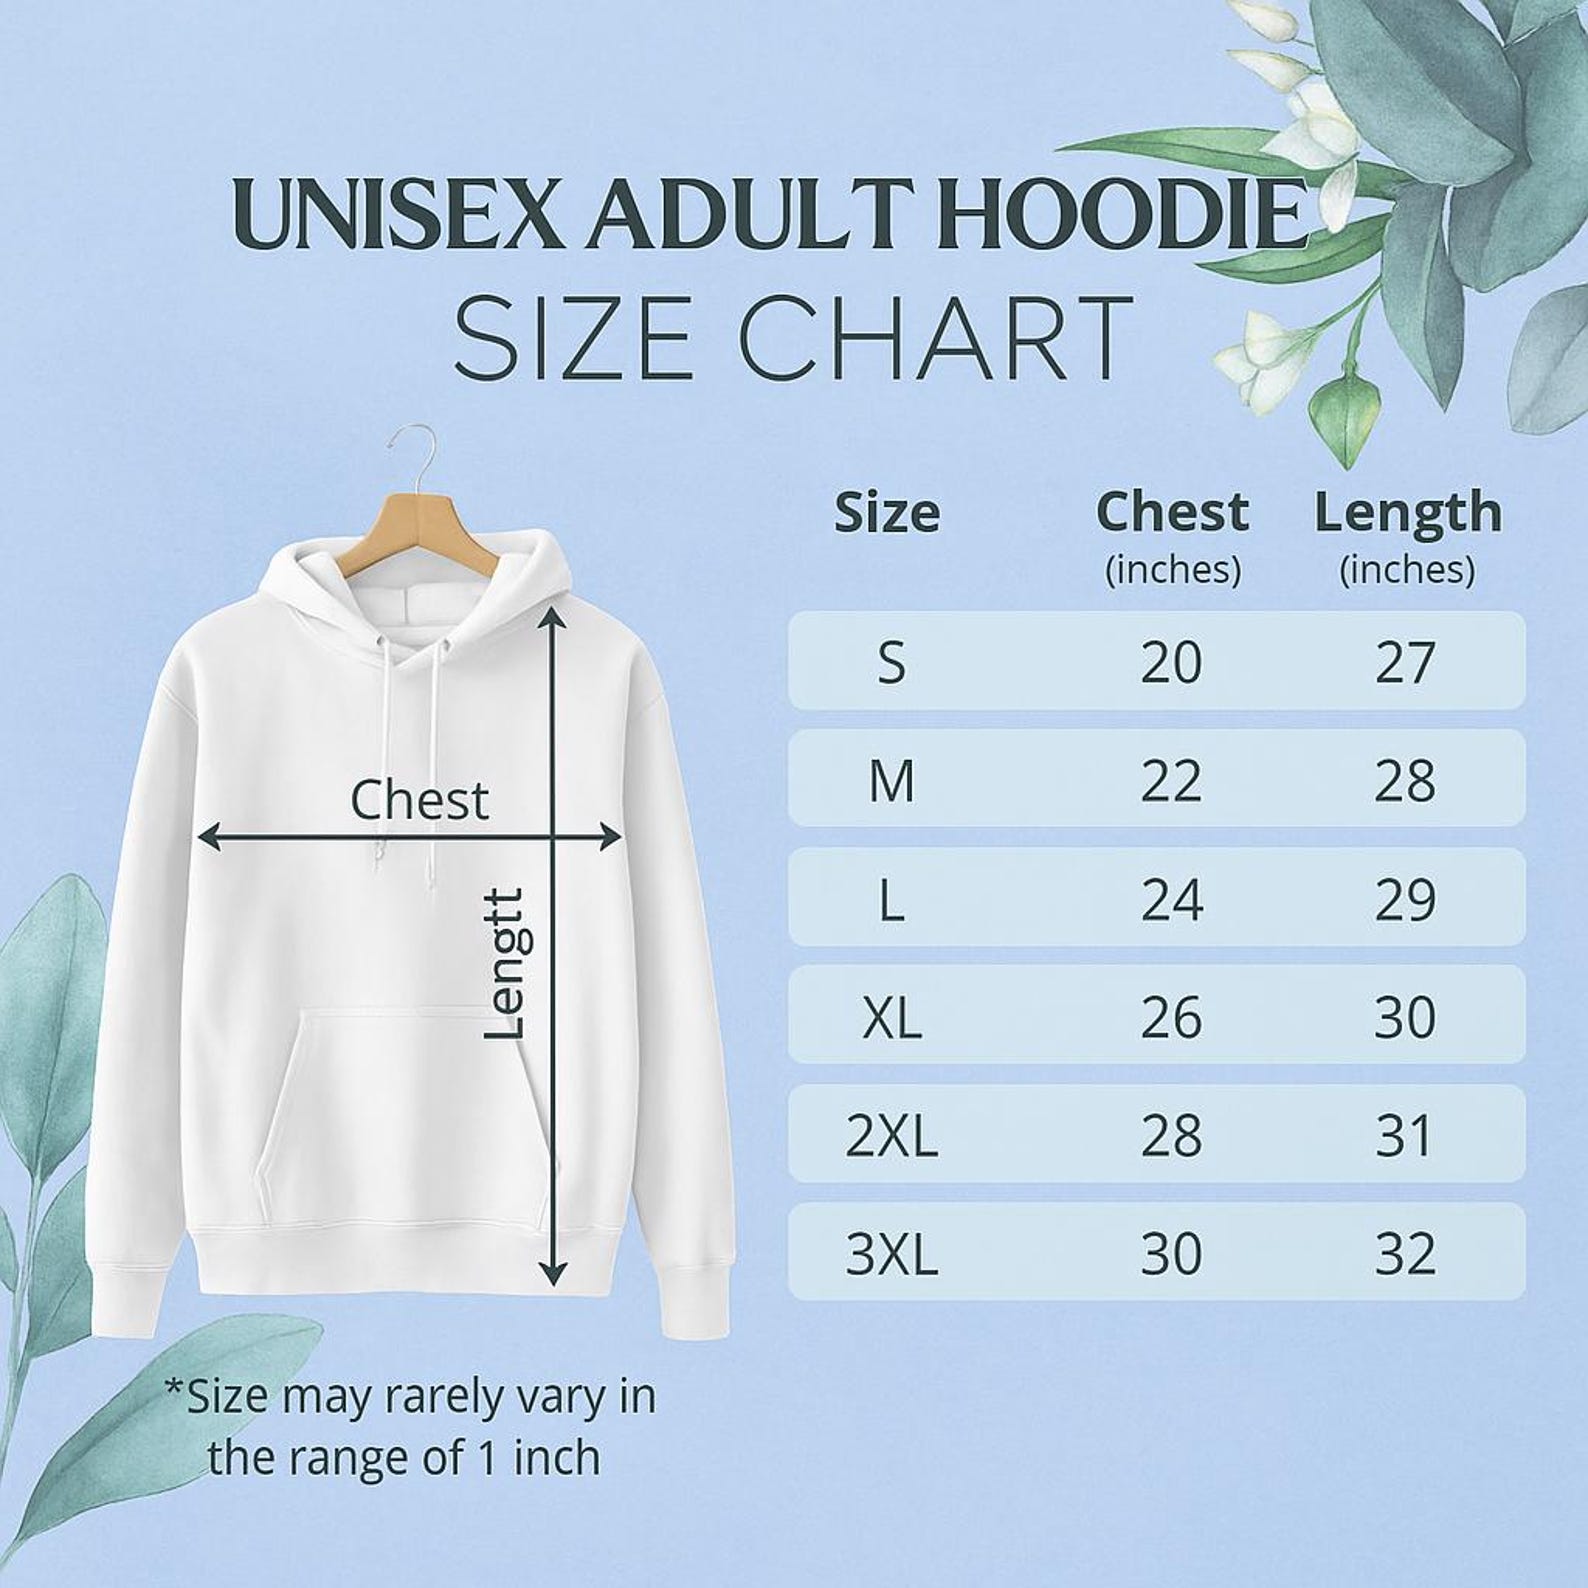 UNISEX ADULT HOODIE
SIZE CHART
Size Chest Length
(inches) (inches)
S 20 27
M 22 28
L 24 29
XL 26 30
2XL 28 31
3XL 30 32
Chest
Lengtt
*Size may rarely vary in
the range of 1 inch